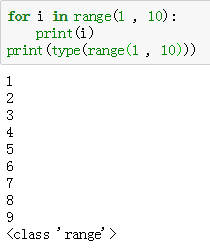 for i in range(1 , 10):
    print(i)
print(type(range(1 , 10)))
1
2
3
4
5
6
7
8
9
<class 'range'>